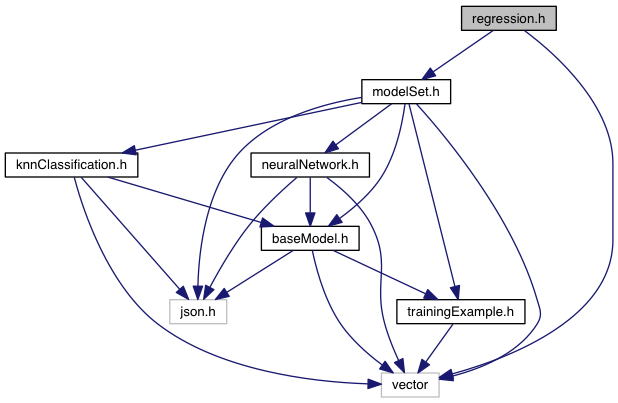 regression.h
modelSet.h
knnClassification.h
neuralNetwork.h
baseModel.h
json.h
trainingExample.h
vector